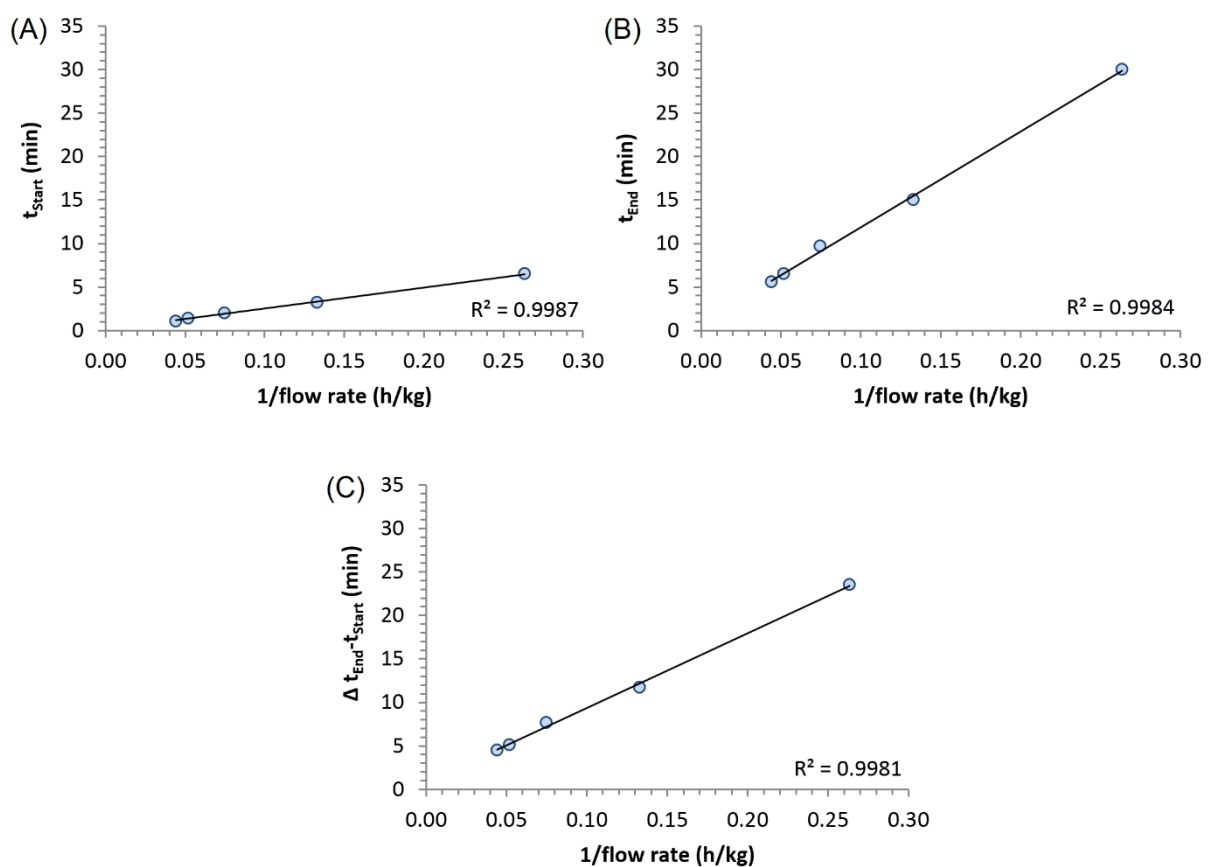 (A)
35
30
25
20
15
10
5
0
t_Start (min)
R² = 0.9987
0.00 0.05 0.10 0.15 0.20 0.25 0.30
1/flow rate (h/kg)
(B)
35
30
25
20
15
10
5
0
t_End (min)
R² = 0.9984
0.00 0.05 0.10 0.15 0.20 0.25 0.30
1/flow rate (h/kg)
(C)
35
30
25
20
15
10
5
0
Δ t_End-t_Start (min)
R² = 0.9981
0.00 0.05 0.10 0.15 0.20 0.25 0.30
1/flow rate (h/kg)